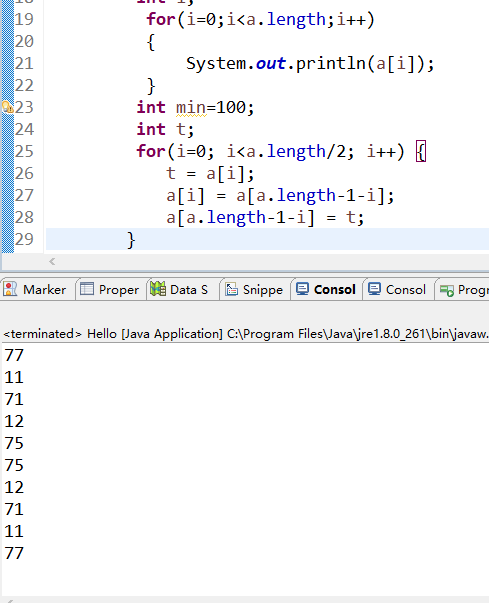 19 for(i=0;i<a.length;i++)
20 {
21 System.out.println(a[i]);
22 }
23 int min=100;
24 int t;
25 for(i=0; i<a.length/2; i++) {
26 t = a[i];
27 a[i] = a[a.length-1-i];
28 a[a.length-1-i] = t;
29 }
Marker Proper Data S Snippe Consol Consol Progr
<terminated> Hello [Java Application] C:\Program Files\Java\jre1.8.0_261\bin\javaw.
77
11
71
12
75
75
12
71
11
77